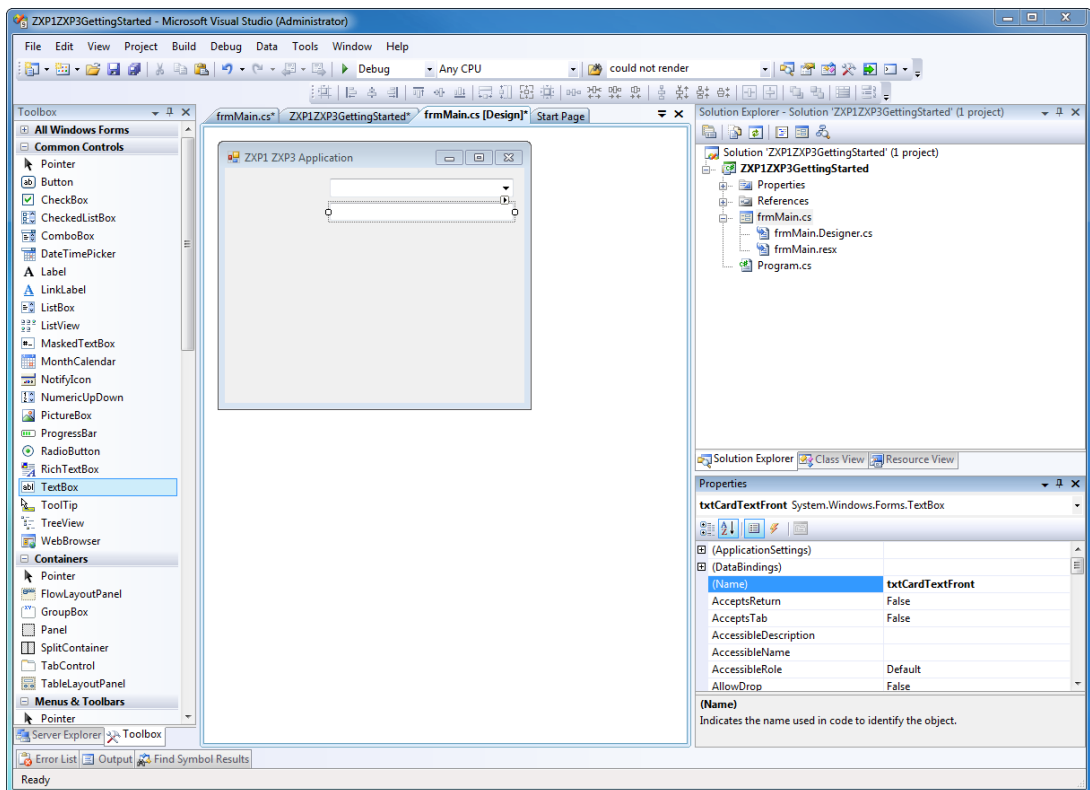 ZXP1ZXP3GettingStarted - Microsoft Visual Studio (Administrator)
File Edit View Project Build Debug Data Tools Window Help
Debug Any CPU could not render
Toolbox
All Windows Forms
Common Controls
Pointer
Button
CheckBox
CheckedListBox
ComboBox
DateTimePicker
Label
LinkLabel
ListBox
ListView
MaskedTextBox
MonthCalendar
NotifyIcon
NumericUpDown
PictureBox
ProgressBar
RadioButton
RichTextBox
TextBox
ToolTip
TreeView
WebBrowser
Containers
Pointer
FlowLayoutPanel
GroupBox
Panel
SplitContainer
TabControl
TableLayoutPanel
Menus & Toolbars
Pointer
Server Explorer Toolbox
frmMain.cs* ZXP1ZXP3GettingStarted* frmMain.cs [Design]* Start Page
ZXP1 ZXP3 Application
Solution Explorer - Solution 'ZXP1ZXP3GettingStarted' (1 project)
Solution 'ZXP1ZXP3GettingStarted' (1 project)
ZXP1ZXP3GettingStarted
Properties
References
frmMain.cs
frmMain.Designer.cs
frmMain.resx
Program.cs
Solution Explorer Class View Resource View
Properties
txtCardTextFront System.Windows.Forms.TextBox
(ApplicationSettings)
(DataBindings)
(Name) txtCardTextFront
AcceptsReturn False
AcceptsTab False
AccessibleDescription
AccessibleName
AccessibleRole Default
AllowDrop False
(Name)
Indicates the name used in code to identify the object.
Error List Output Find Symbol Results
Ready